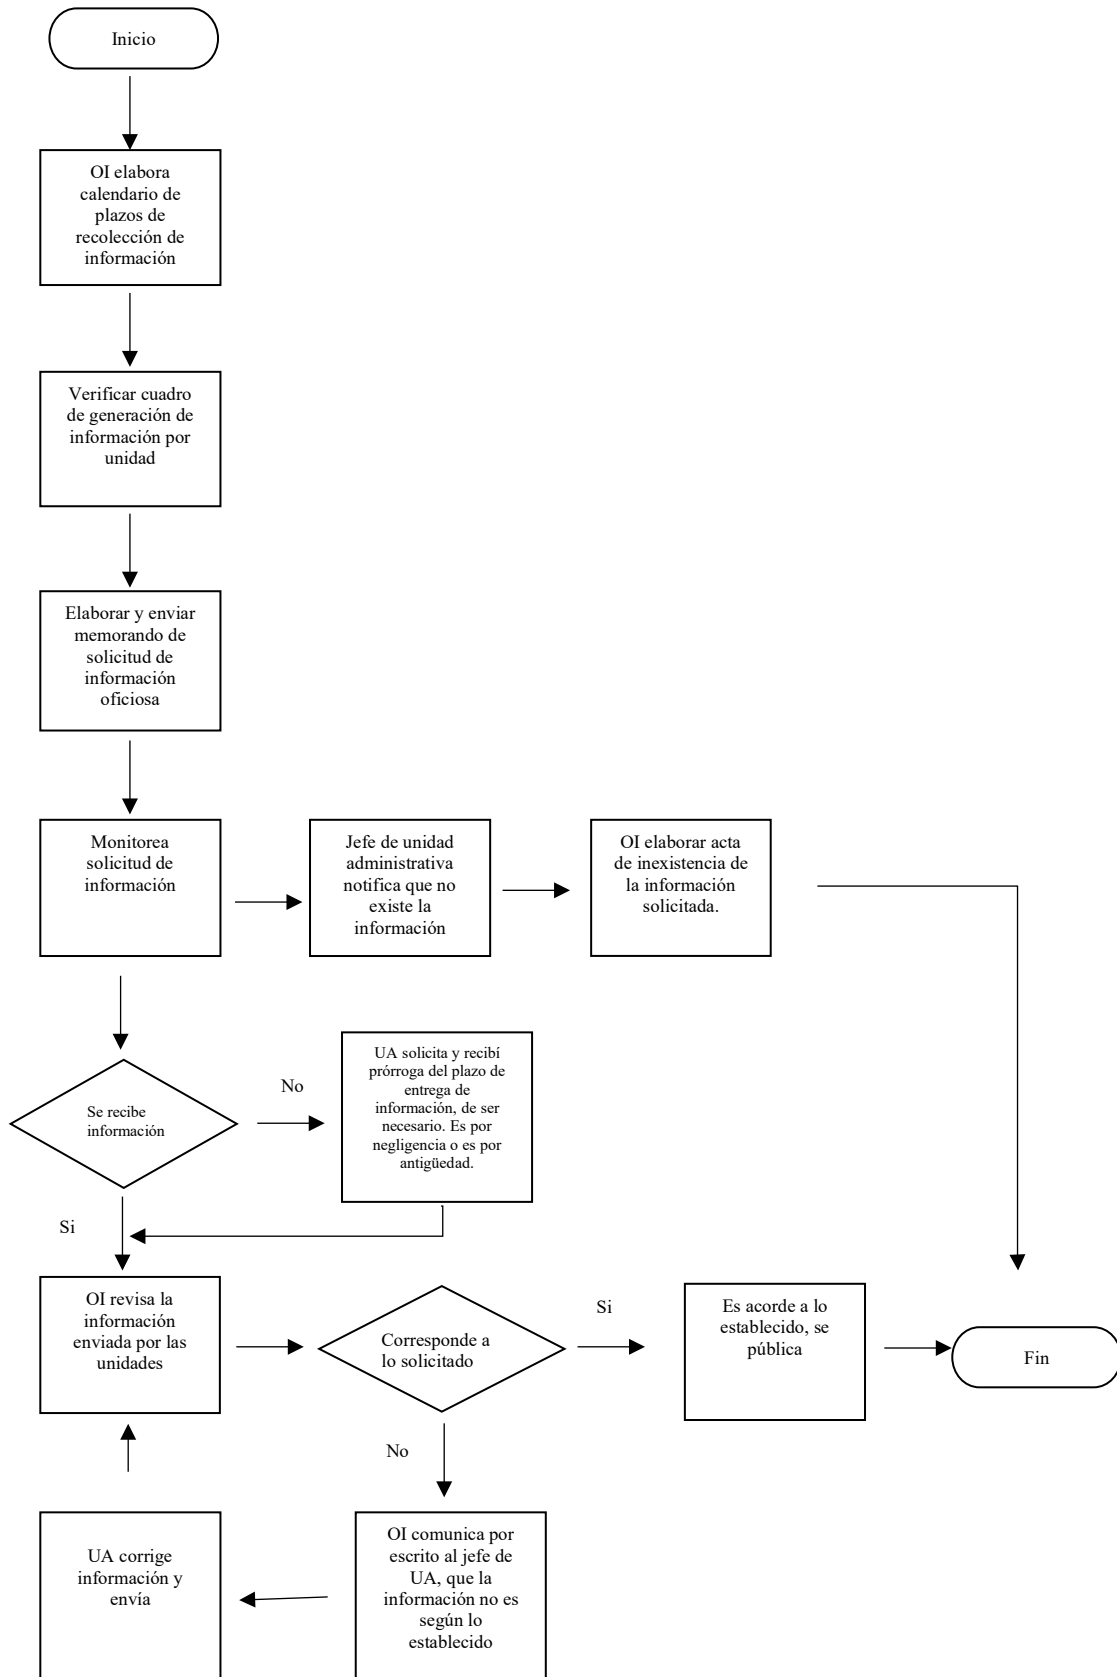 Inicio
OI elabora
calendario de
plazos de
recolección de
información
Verificar cuadro
de generación de
información por
unidad
Elaborar y enviar
memorando de
solicitud de
información
oficiosa
Monitorea
solicitud de
información
Jefe de unidad
administrativa
notifica que no
existe la
información
OI elaborar acta
de inexistencia de
la información
solicitada.
Se recibe
información
No
UA solicita y recibí
prórroga del plazo de
entrega de
información, de ser
necesario. Es por
negligencia o es por
antigüedad.
Si
OI revisa la
información
enviada por las
unidades
Corresponde a
lo solicitado
Si
Es acorde a lo
establecido, se
pública
Fin
No
OI comunica por
escrito al jefe de
UA, que la
información no es
según lo
establecido
UA corrige
información y
envía